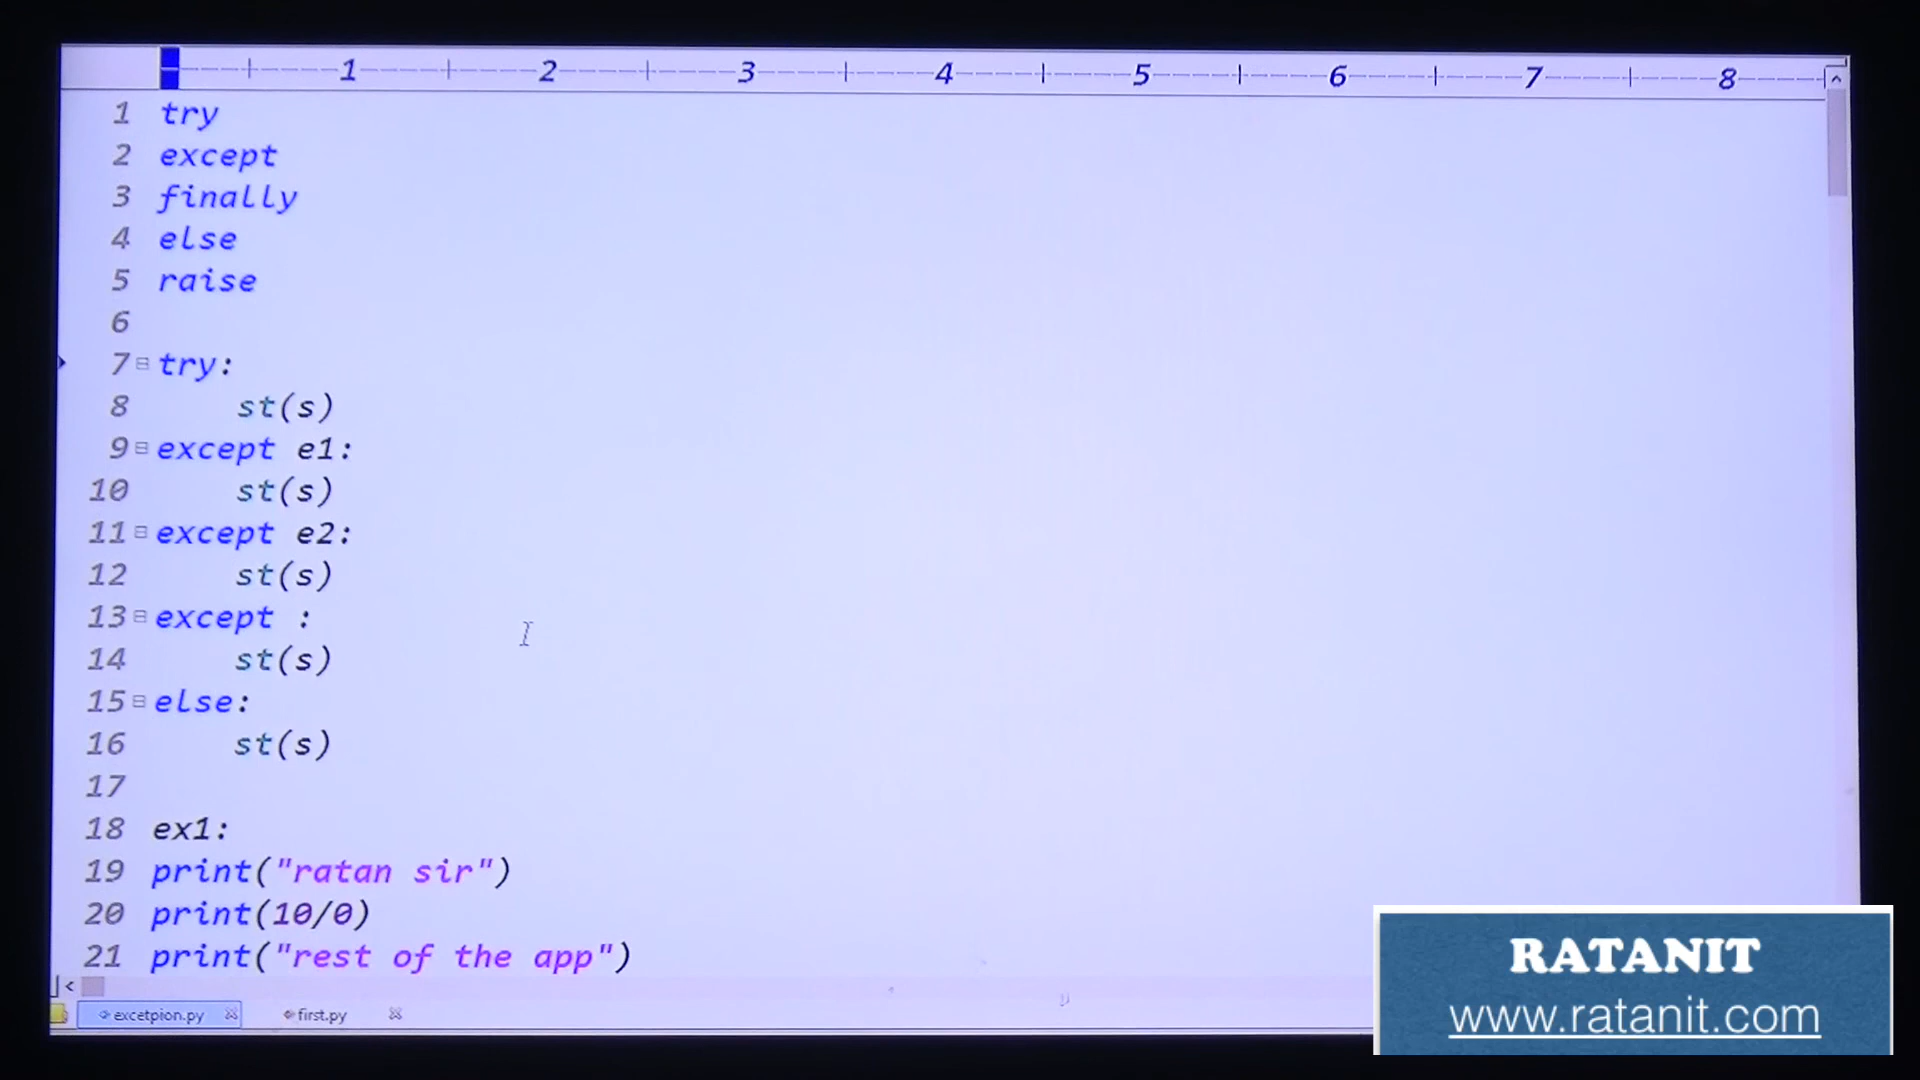 1 2 3 4 5 6 7 8
1 try
2 except
3 finally
4 else
5 raise
6
7 try:
8 st(s)
9 except e1:
10 st(s)
11 except e2:
12 st(s)
13 except :
14 st(s)
15 else:
16 st(s)
17
18 ex1:
19 print("ratan sir")
20 print(10/0)
21 print("rest of the app")
excetpion.py first.py
RATANIT
www.ratanit.com